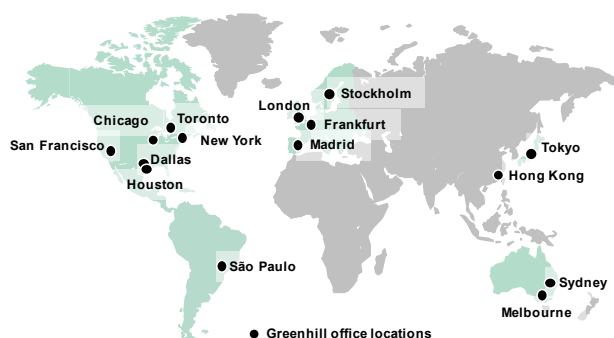 Stockholm
London
Chicago
Toronto
Frankfurt
New York
San Francisco
Madrid
Tokyo
Dallas
Hong Kong
Houston
São Paulo
Sydney
Melbourne
Greenhill office locations